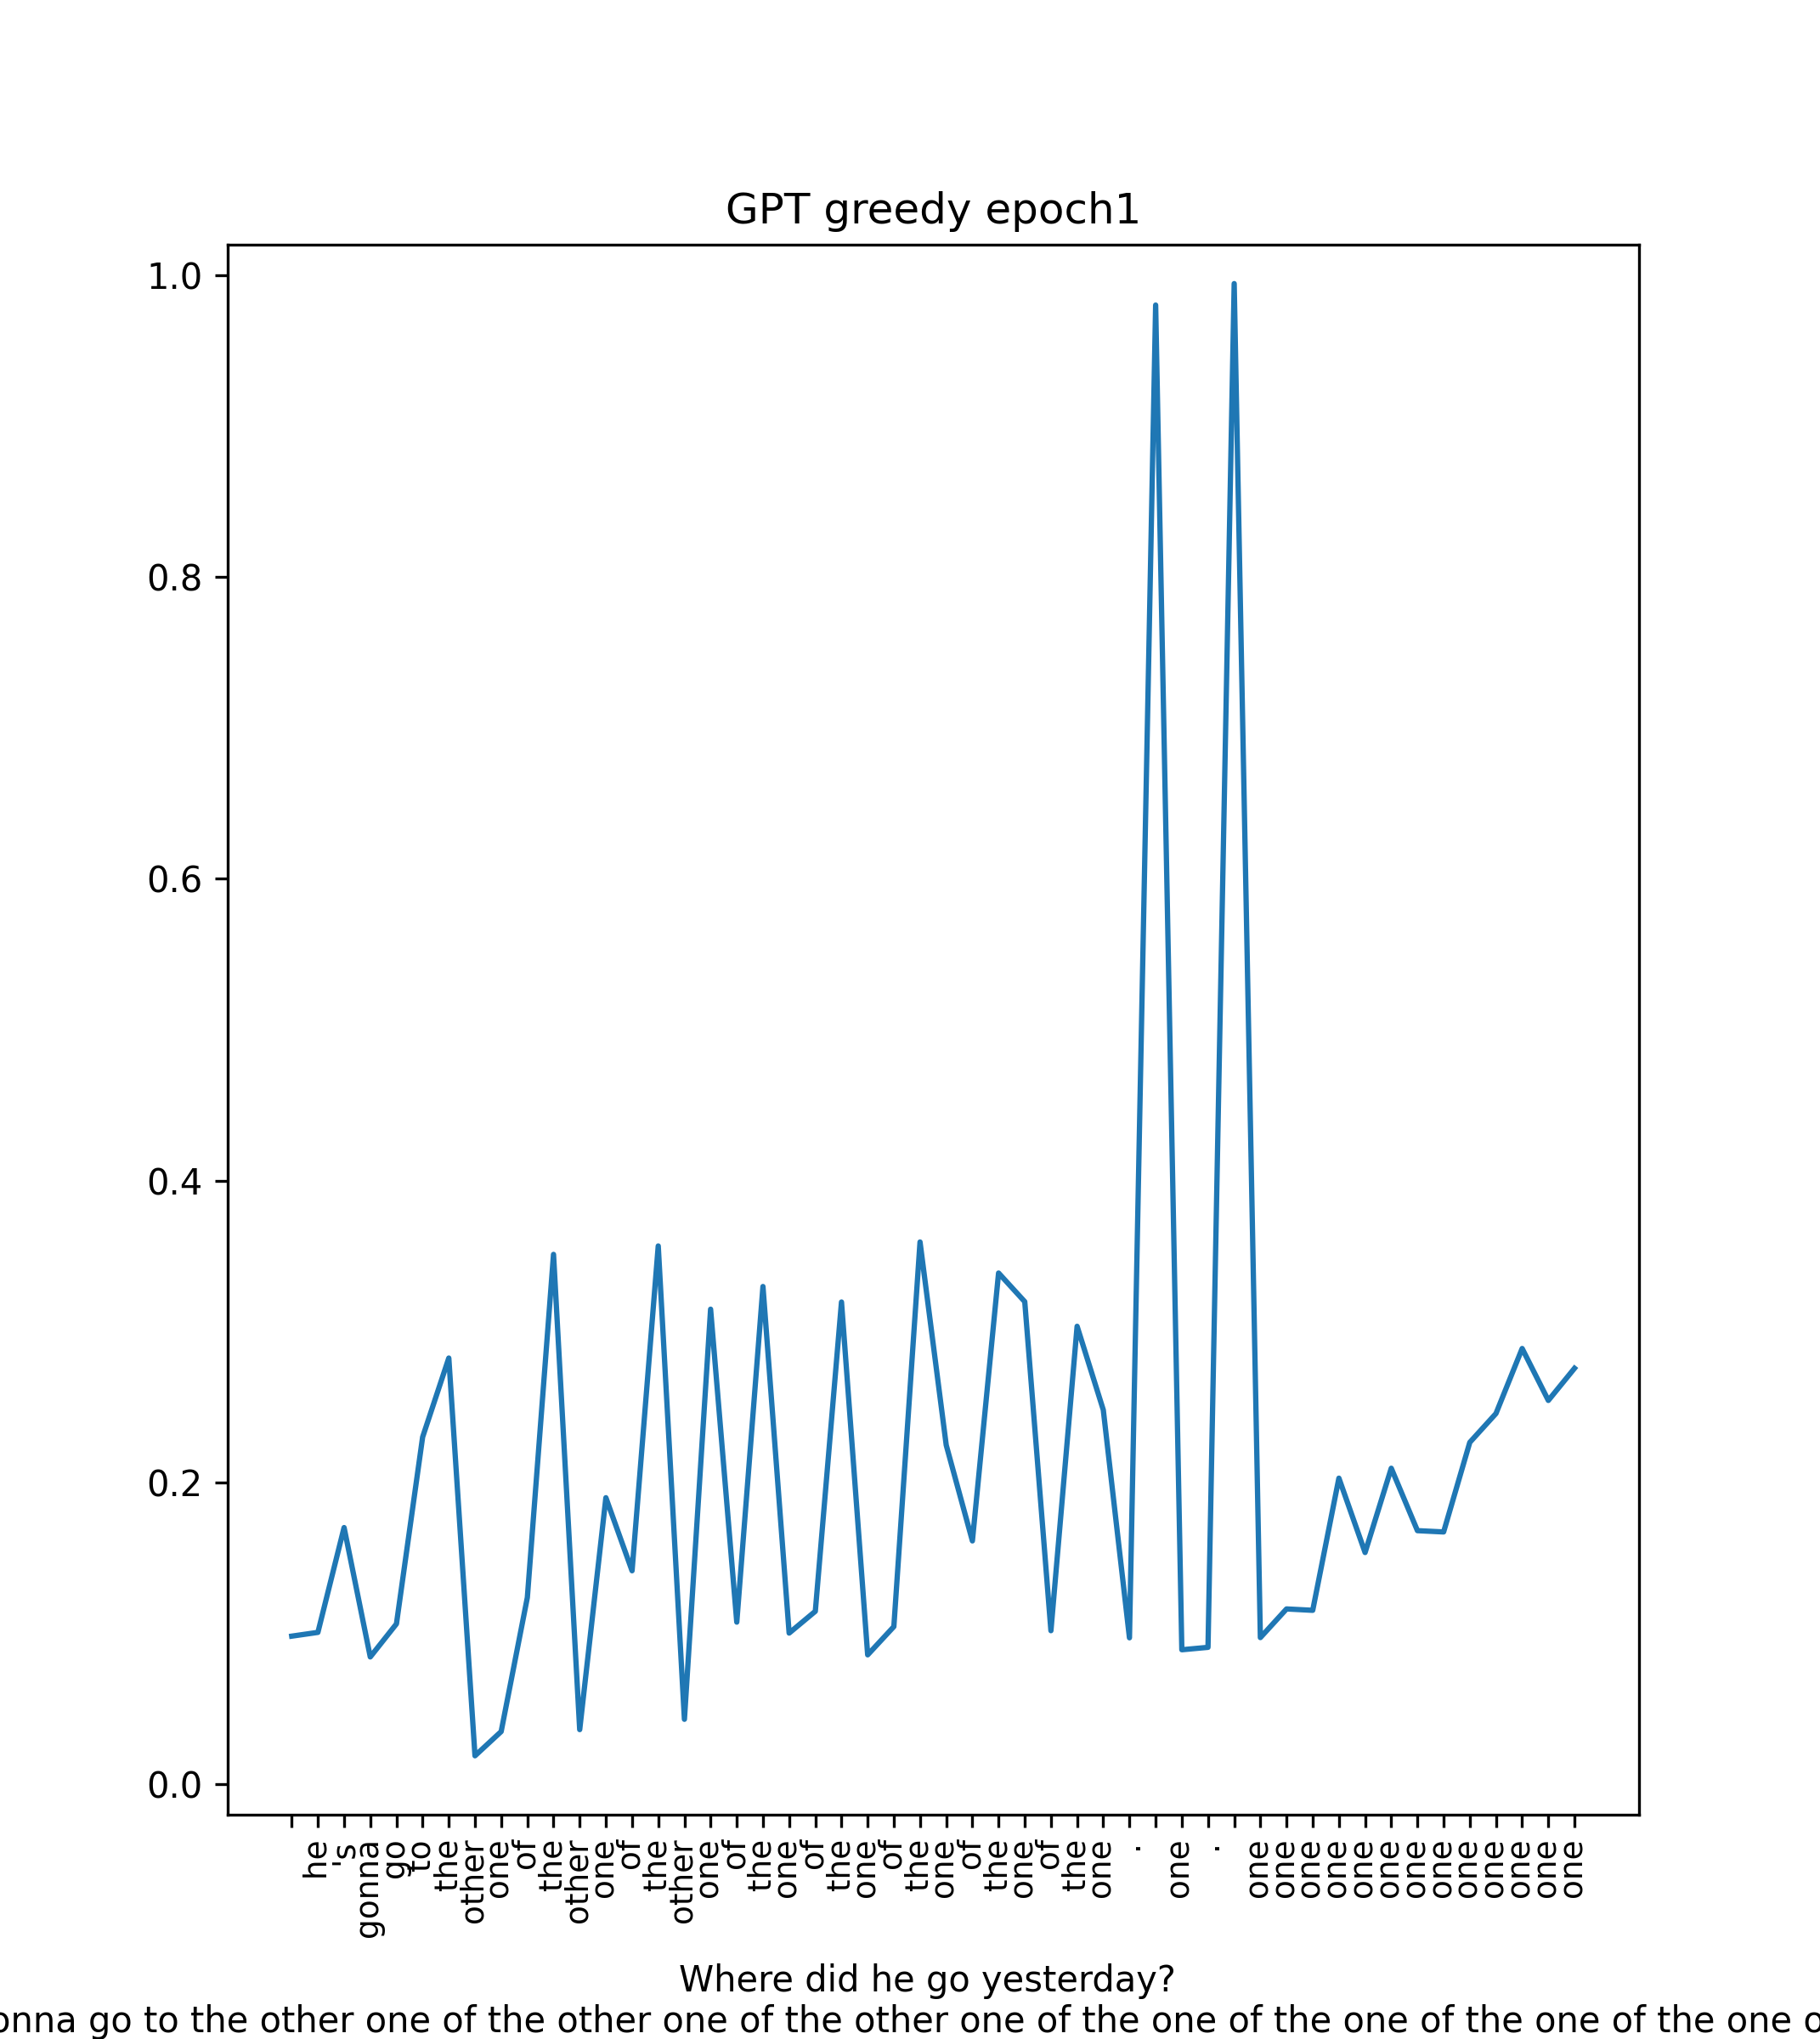 GPT greedy epoch1
1.0
0.8
0.6
0.4
0.2
0.0
he 's gonna go to the other one of the other one of the other one of the one of the one of the one of the one of the one . one . one one one one one one one one one one one one one
Where did he go yesterday?
go to the other one of the other one of the other one of the one of the one of the one of the one